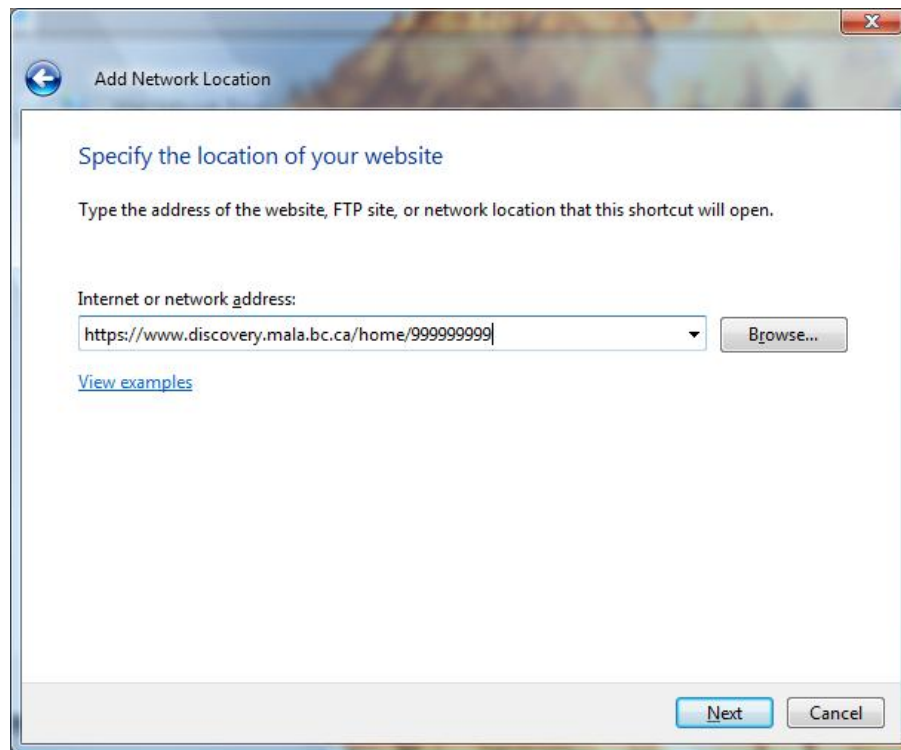 Add Network Location
Specify the location of your website
Type the address of the website, FTP site, or network location that this shortcut will open.
Internet or network address:
https://www.discovery.mala.bc.ca/home/999999999
Browse...
View examples
Next
Cancel